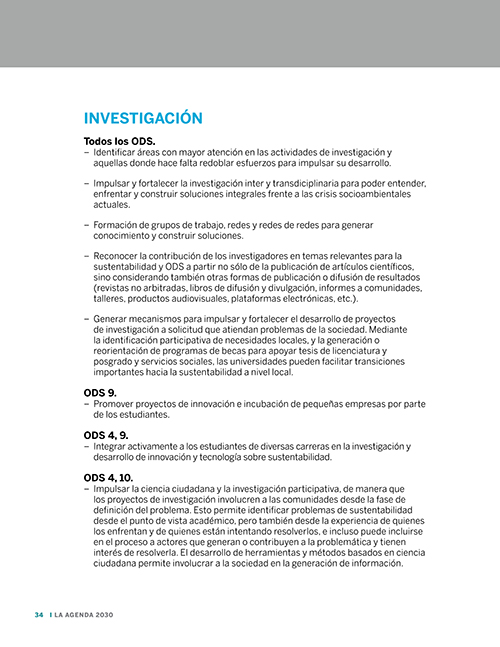 INVESTIGACIÓN
Todos los ODS.
– Identificar áreas con mayor atención en las actividades de investigación y
aquellas donde hace falta redoblar esfuerzos para impulsar su desarrollo.
– Impulsar y fortalecer la investigación inter y transdiciplinaria para poder entender,
enfrentar y construir soluciones integrales frente a las crisis socioambientales
actuales.
– Formación de grupos de trabajo, redes y redes de redes para generar
conocimiento y construir soluciones.
– Reconocer la contribución de los investigadores en temas relevantes para la
sustentabilidad y ODS a partir no sólo de la publicación de artículos científicos,
sino considerando también otras formas de publicación o difusión de resultados
(revistas no arbitradas, libros de difusión y divulgación, informes a comunidades,
talleres, productos audiovisuales, plataformas electrónicas, etc.).
– Generar mecanismos para impulsar y fortalecer el desarrollo de proyectos
de investigación a solicitud que atiendan problemas de la sociedad. Mediante
la identificación participativa de necesidades locales, y la generación o
reorientación de programas de becas para apoyar tesis de licenciatura y
posgrado y servicios sociales, las universidades pueden facilitar transiciones
importantes hacia la sustentabilidad a nivel local.
ODS 9.
– Promover proyectos de innovación e incubación de pequeñas empresas por parte
de los estudiantes.
ODS 4, 9.
– Integrar activamente a los estudiantes de diversas carreras en la investigación y
desarrollo de innovación y tecnología sobre sustentabilidad.
ODS 4, 10.
– Impulsar la ciencia ciudadana y la investigación participativa, de manera que
los proyectos de investigación involucren a las comunidades desde la fase de
definición del problema. Esto permite identificar problemas de sustentabilidad
desde el punto de vista académico, pero también desde la experiencia de quienes
los enfrentan y de quienes están intentando resolverlos, e incluso puede incluirse
en el proceso a actores que generan o contribuyen a la problemática y tienen
interés de resolverla. El desarrollo de herramientas y métodos basados en ciencia
ciudadana permite involucrar a la sociedad en la generación de información.
34 I LA AGENDA 2030